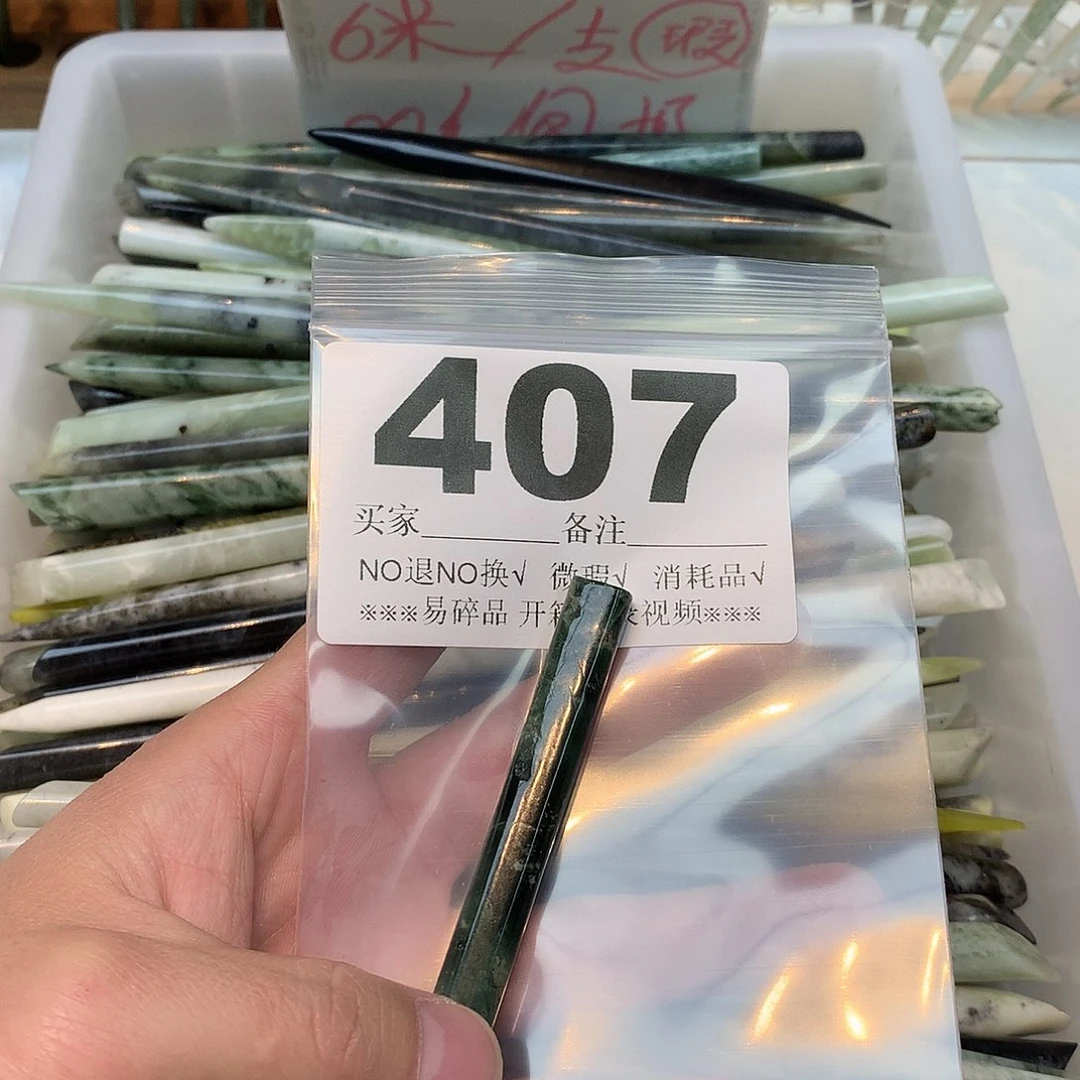 6米/支 瑕
407
买家________备注________
NO退NO换√ 微瑕√ 消耗品√
※※※易碎品 开箱 视频※※※